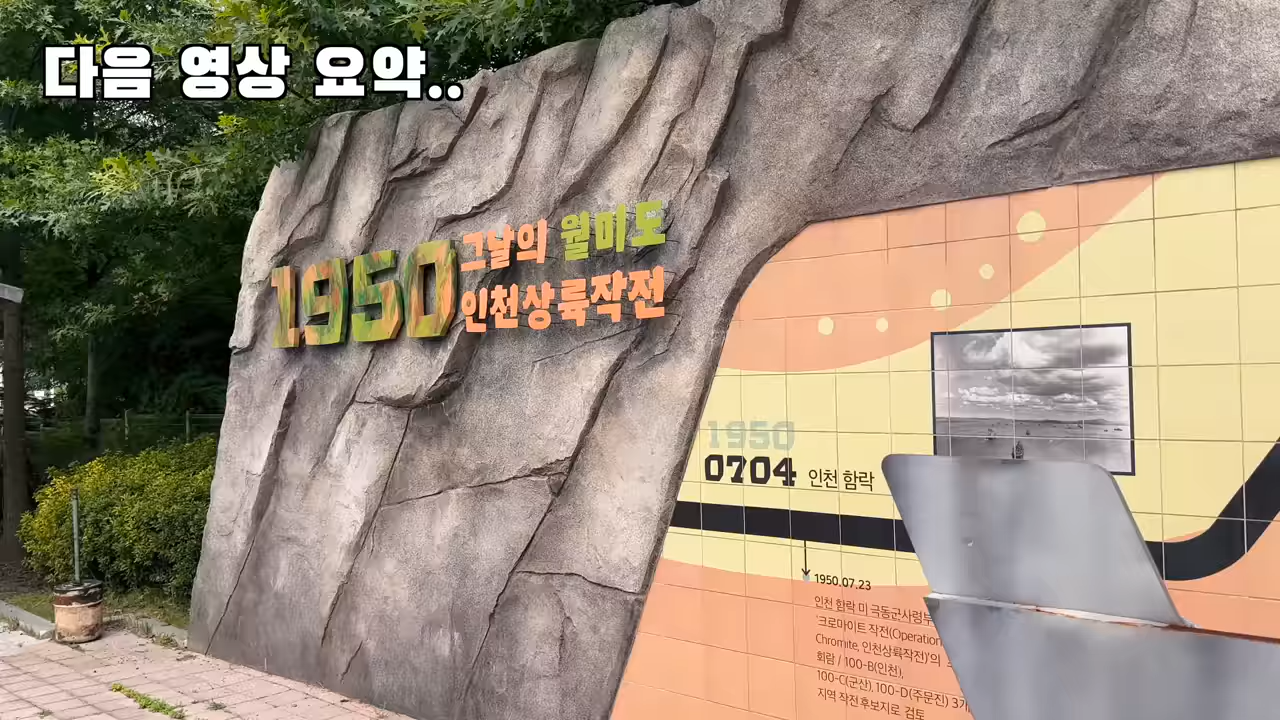 다음 영상 요약..
1950 그날의 월미도
인천상륙작전
1950
0704 인천 함락
1950.07.23
인천 함락 미 극동군사령부
'크로마이트 작전(Operation
Chromite, 인천상륙작전)'의
회람 / 100-B(인천),
100-C(군산), 100-D(주문진) 3개
지역 작전 후보지로 검토